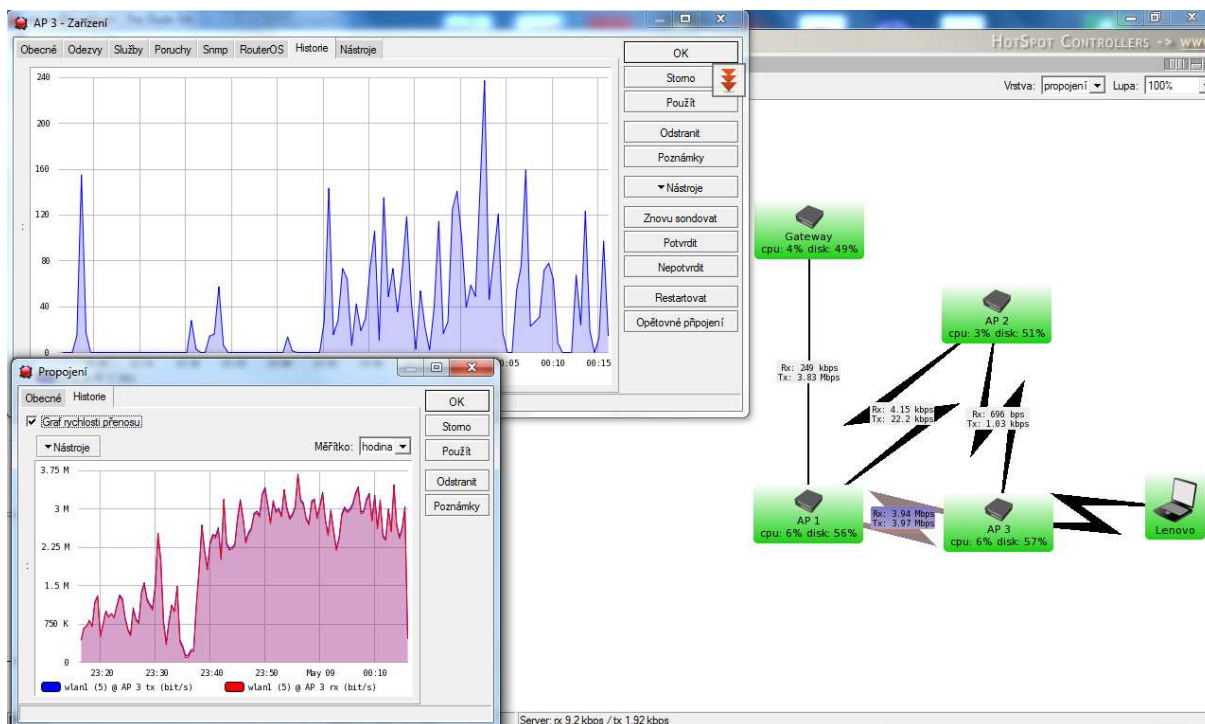 AP 3 - Zařízení
Obecné Odezvy Služby Poruchy Snmp RouterOS Historie Nástroje
240
200
160
120
80
40
0
:05 00:10 00:15
OK
Storno
Použít
Odstranit
Poznámky
Nástroje
Znovu sondovat
Potvrdit
Nepotvrdit
Restartovat
Opětovné připojení
HotSpot Controllers -> www
Vrstva: propojení Lupa: 100%
Gateway
cpu: 4% disk: 49%
AP 2
cpu: 3% disk: 51%
Rx: 249 kbps
Tx: 3.83 Mbps
Rx: 4.15 kbps
Tx: 22.2 kbps
Rx: 696 bps
Tx: 1.03 kbps
AP 1
cpu: 6% disk: 56%
Rx: 3.94 Mbps
Tx: 3.97 Mbps
AP 3
cpu: 6% disk: 57%
Lenovo
Propojení
Obecné Historie
Graf rychlosti přenosu
Nástroje
Měřítko: hodina
3.75 M
3 M
2.25 M
1.5 M
750 K
0
23:20 23:30 23:40 23:50 May 09 00:10
wlan1 (5) @ AP 3 tx (bit/s) wlan1 (5) @ AP 3 rx (bit/s)
OK
Storno
Použít
Odstranit
Poznámky
Server: rx 9.2 kbps / tx 1.92 kbps